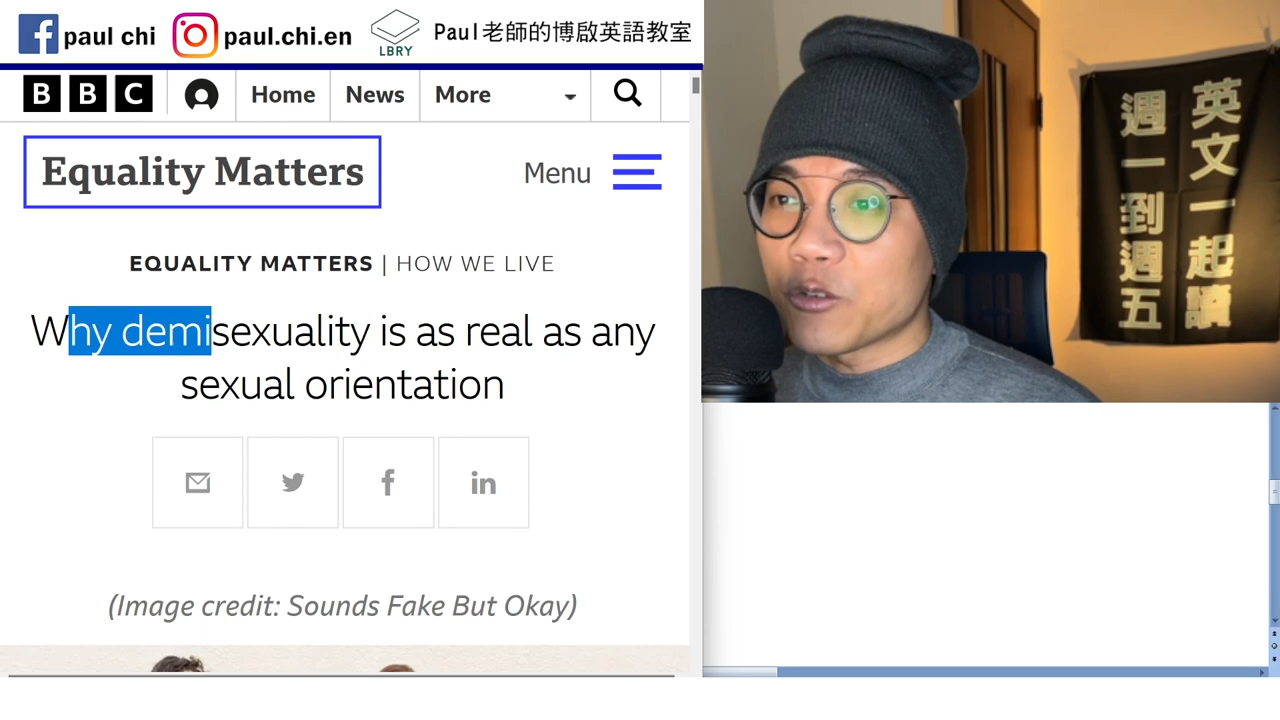 paul chi
paul.chi.en
LBRY
Paul老師的博啟英語教室
BBC
Home
News
More
Equality Matters
Menu
EQUALITY MATTERS | HOW WE LIVE
Why demisexuality is as real as any
sexual orientation
(Image credit: Sounds Fake But Okay)
英文一起讀
週一到週五